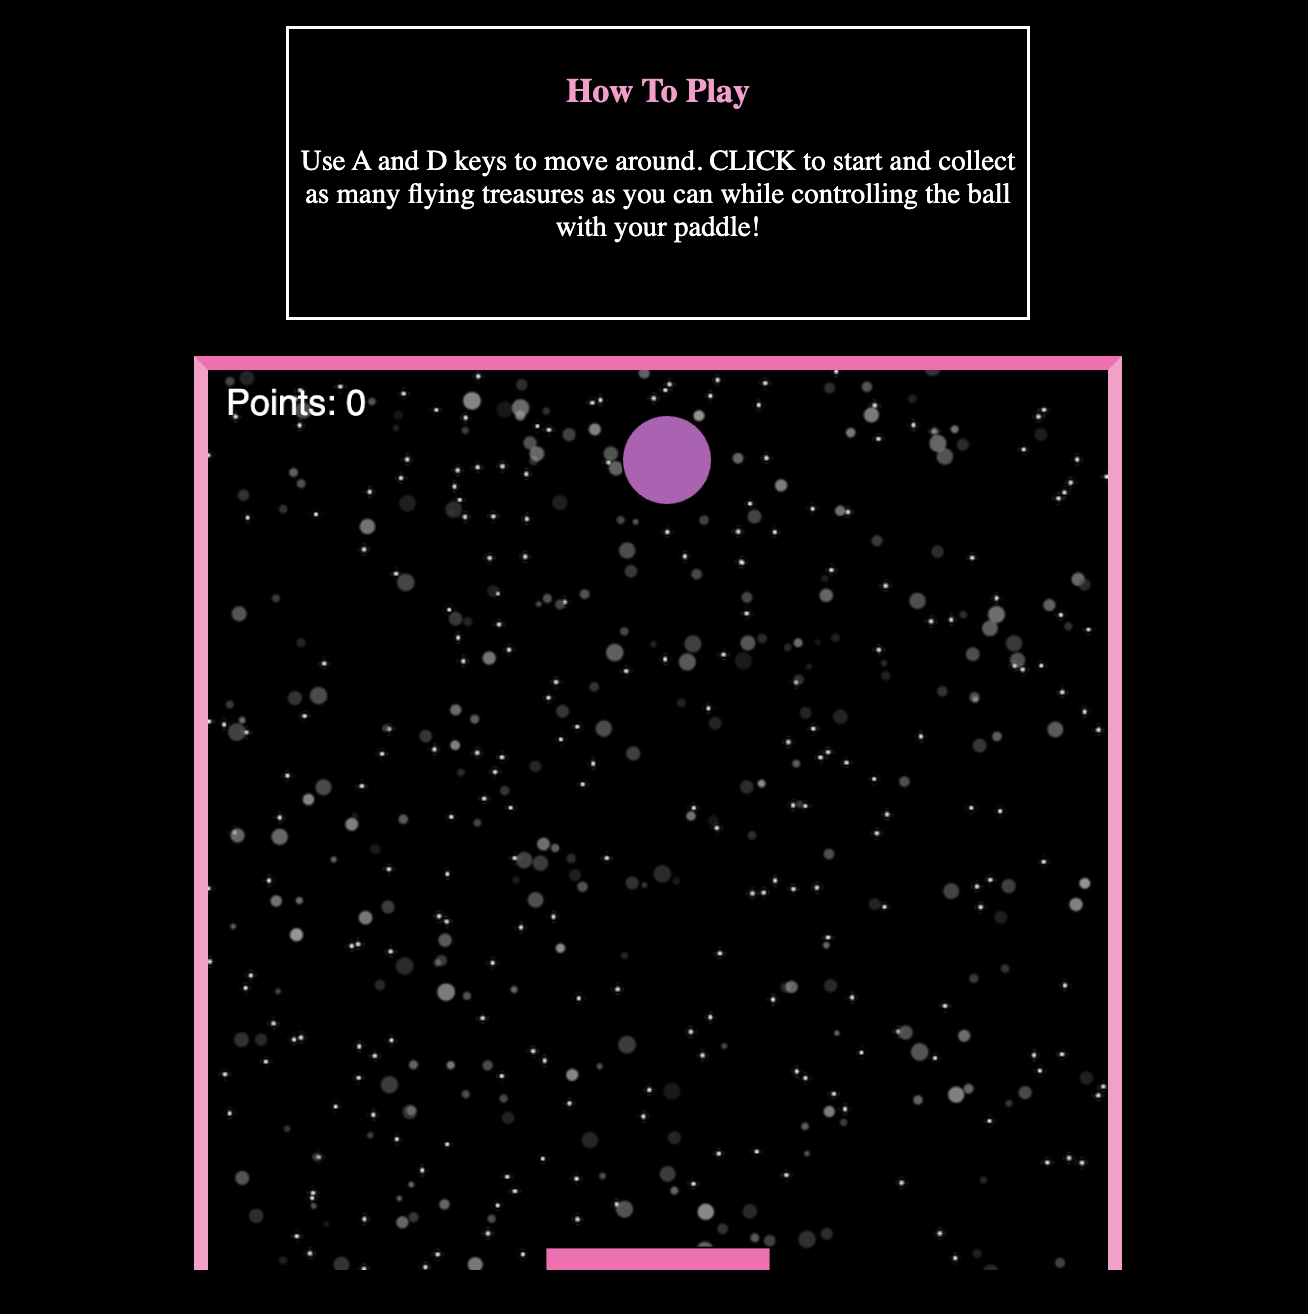 How To Play
Use A and D keys to move around. CLICK to start and collect
as many flying treasures as you can while controlling the ball
with your paddle!
Points: 0